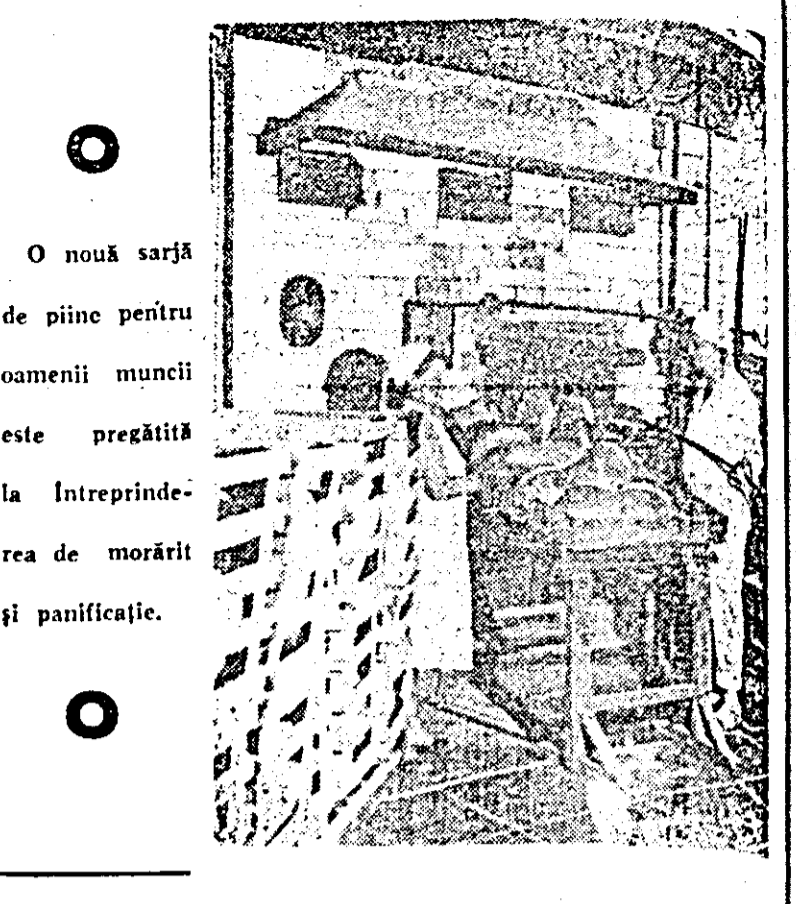 O nouă sarjă
de piine pentru
oamenii muncii
este pregătită
la Intreprinde-
rea de morărit
şi panificaţie.